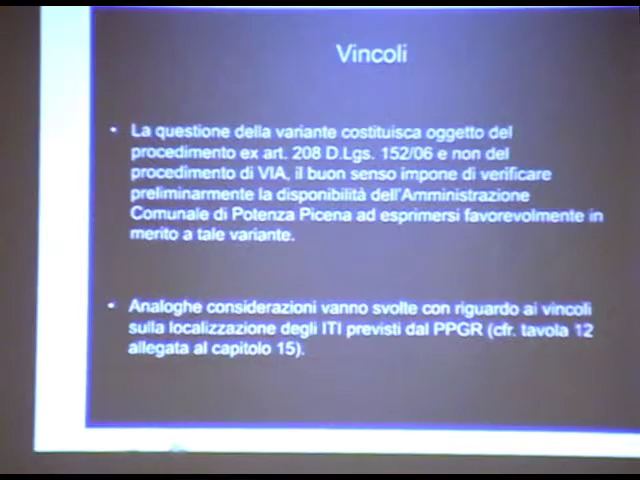 Vincoli
• La questione della variante costituisca oggetto del
procedimento ex art. 208 D.Lgs. 152/06 e non del
procedimento di VIA, il buon senso impone di verificare
preliminarmente la disponibilità dell'Amministrazione
Comunale di Potenza Picena ad esprimersi favorevolmente in
merito a tale variante.
• Analoghe considerazioni vanno svolte con riguardo ai vincoli
sulla localizzazione degli ITI previsti dal PPGR (cfr. tavola 12
allegata al capitolo 15).